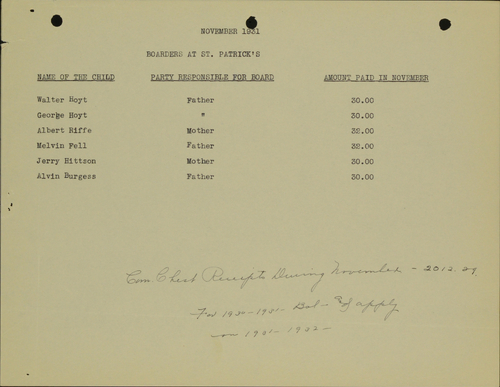 NOVEMBER 1931
BOARDERS AT ST. PATRICK'S
NAME OF THE CHILD PARTY RESPONSIBLE FOR BOARD AMOUNT PAID IN NOVEMBER
Walter Hoyt Father 30.00
George Hoyt " 30.00
Albert Riffe Mother 32.00
Melvin Fell Father 32.00
Jerry Rittson Mother 30.00
Alvin Burgess Father 30.00
Com. Chest Receipts During November - 2012.
For 1930-1931- Bal- apply
on 1931-1932-